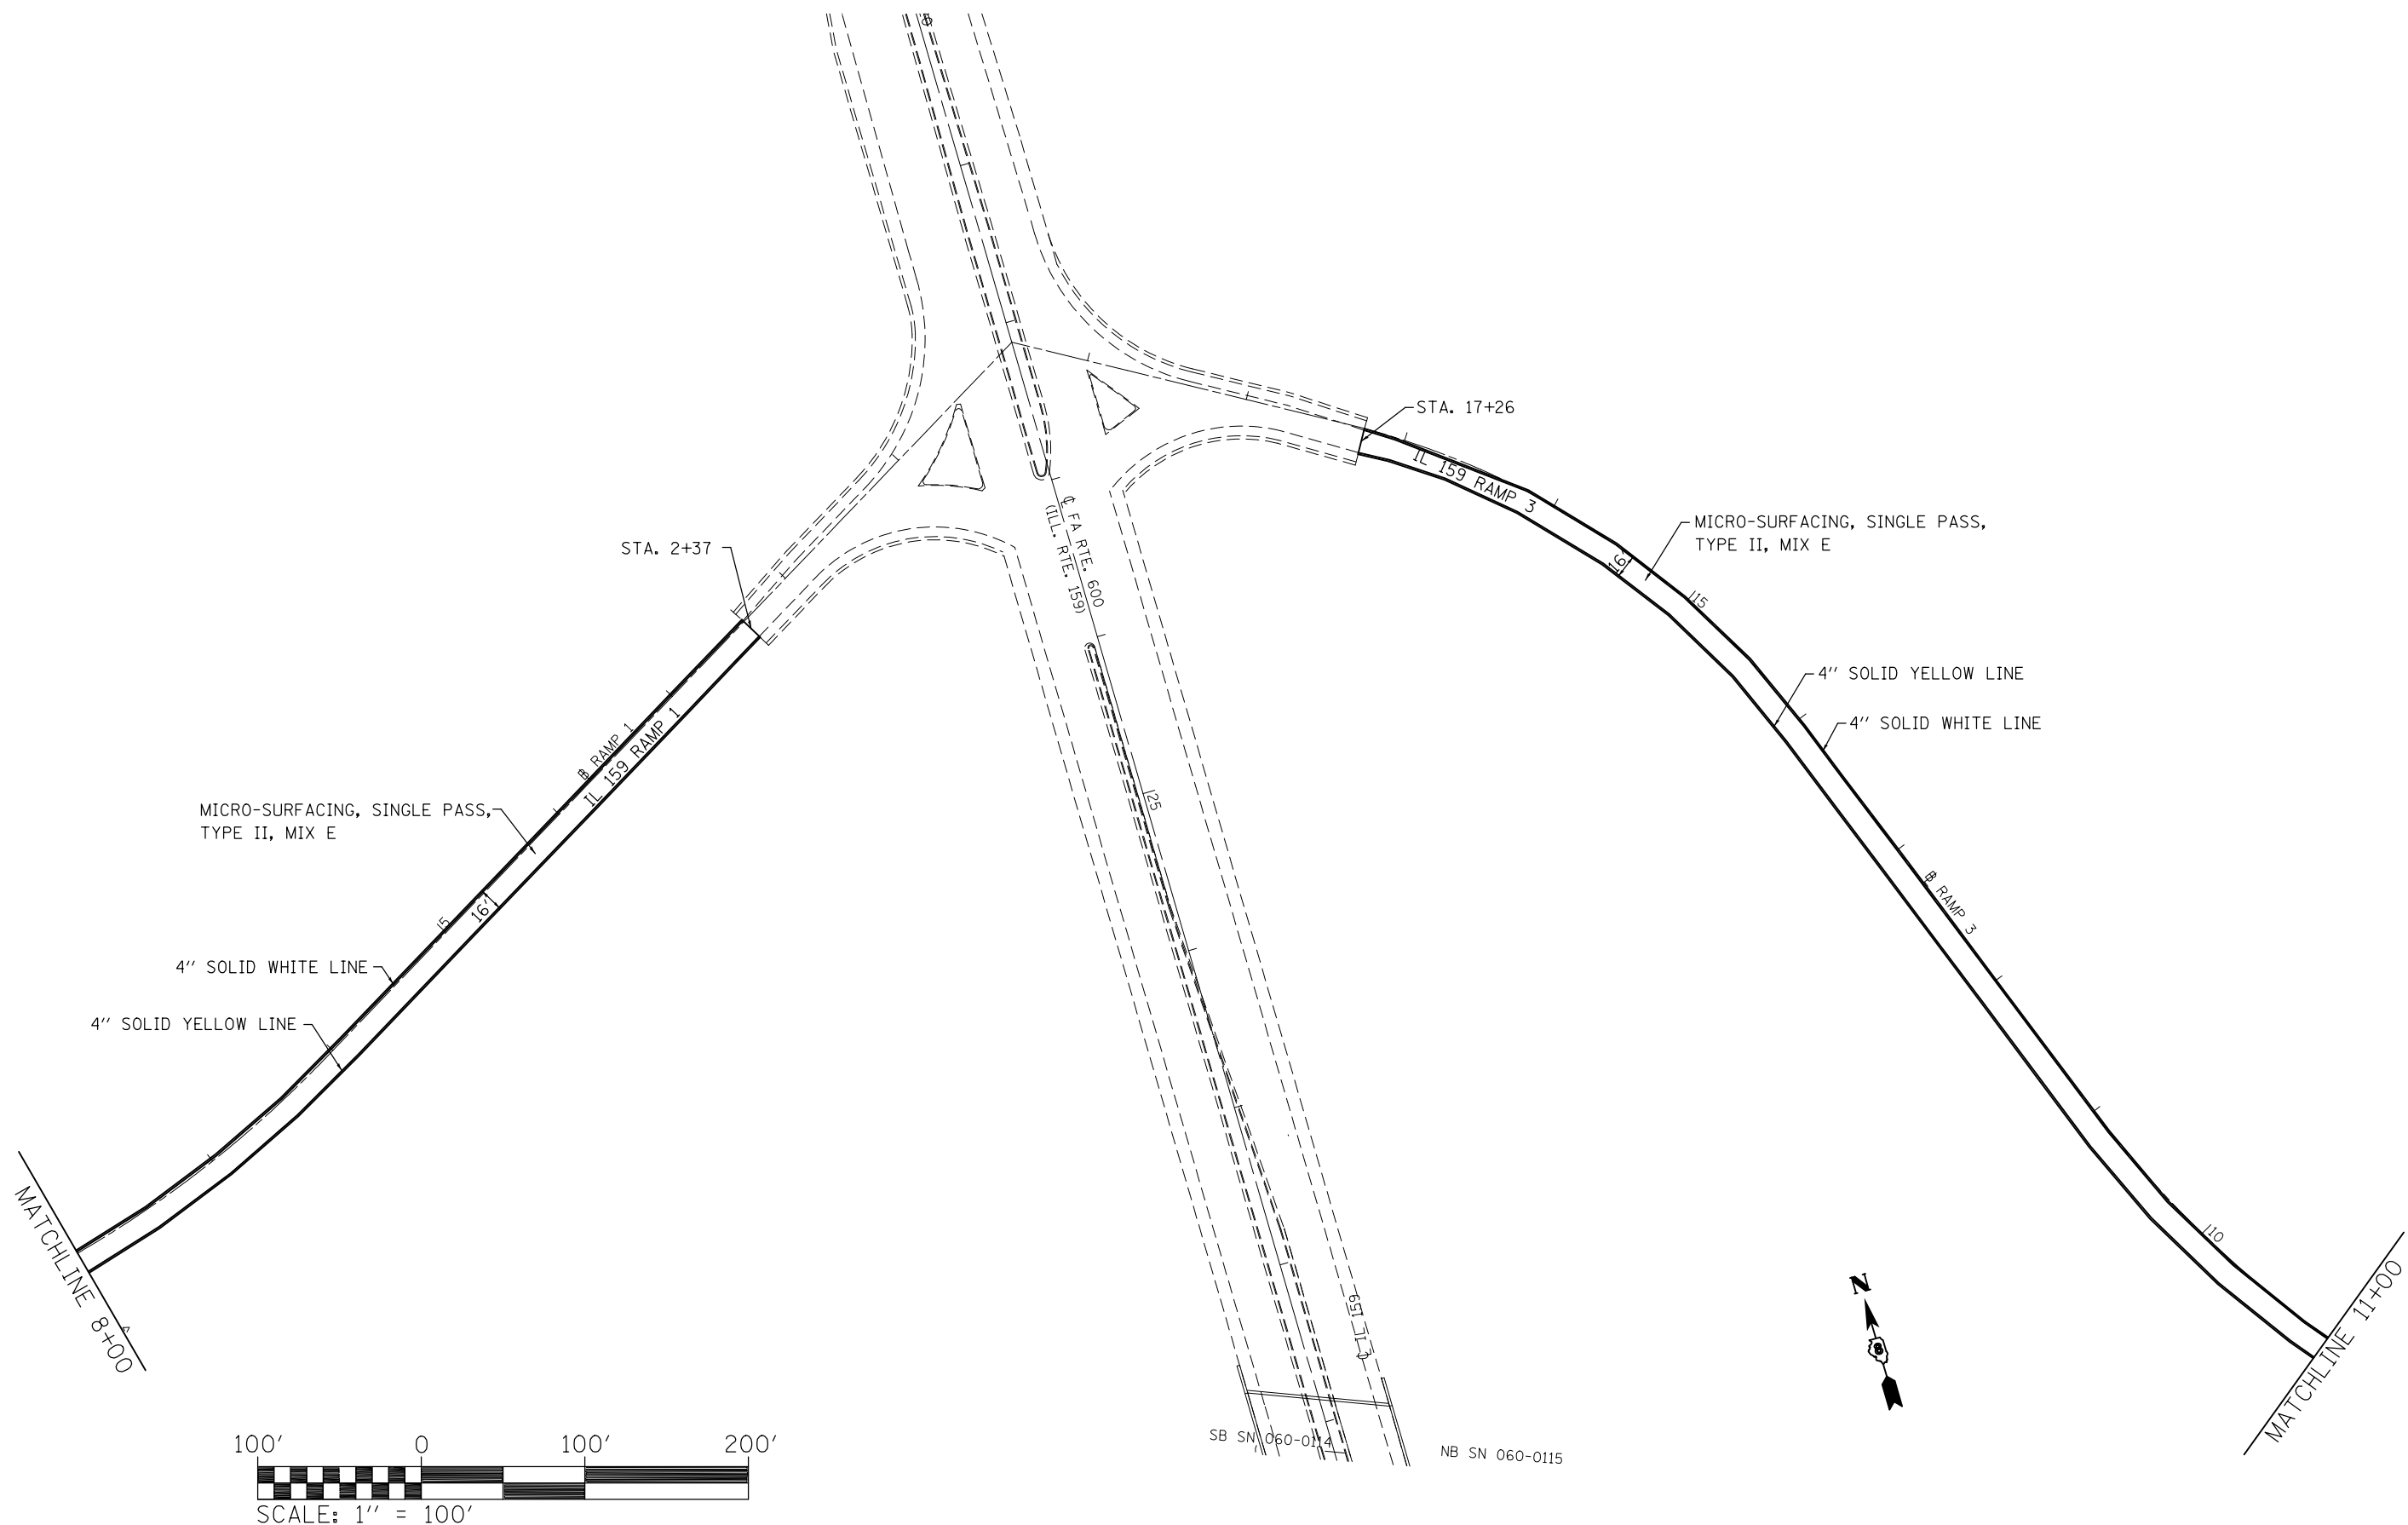 STA. 17+26
IL 159 RAMP 3
MICRO-SURFACING, SINGLE PASS,
TYPE II, MIX E
16'
15
4" SOLID YELLOW LINE
4" SOLID WHITE LINE
℄ FA RTE. 600
(ILL. RTE. 159)
STA. 2+37
RAMP 1
IL 159 RAMP 1
25
MICRO-SURFACING, SINGLE PASS,
TYPE II, MIX E
16'
5
RAMP 3
4" SOLID WHITE LINE
4" SOLID YELLOW LINE
MATCHLINE 8+00
10
MATCHLINE 11+00
℄ IL 159
N
8
SB SN 060-0114
NB SN 060-0115
100' 0 100' 200'
SCALE: 1" = 100'